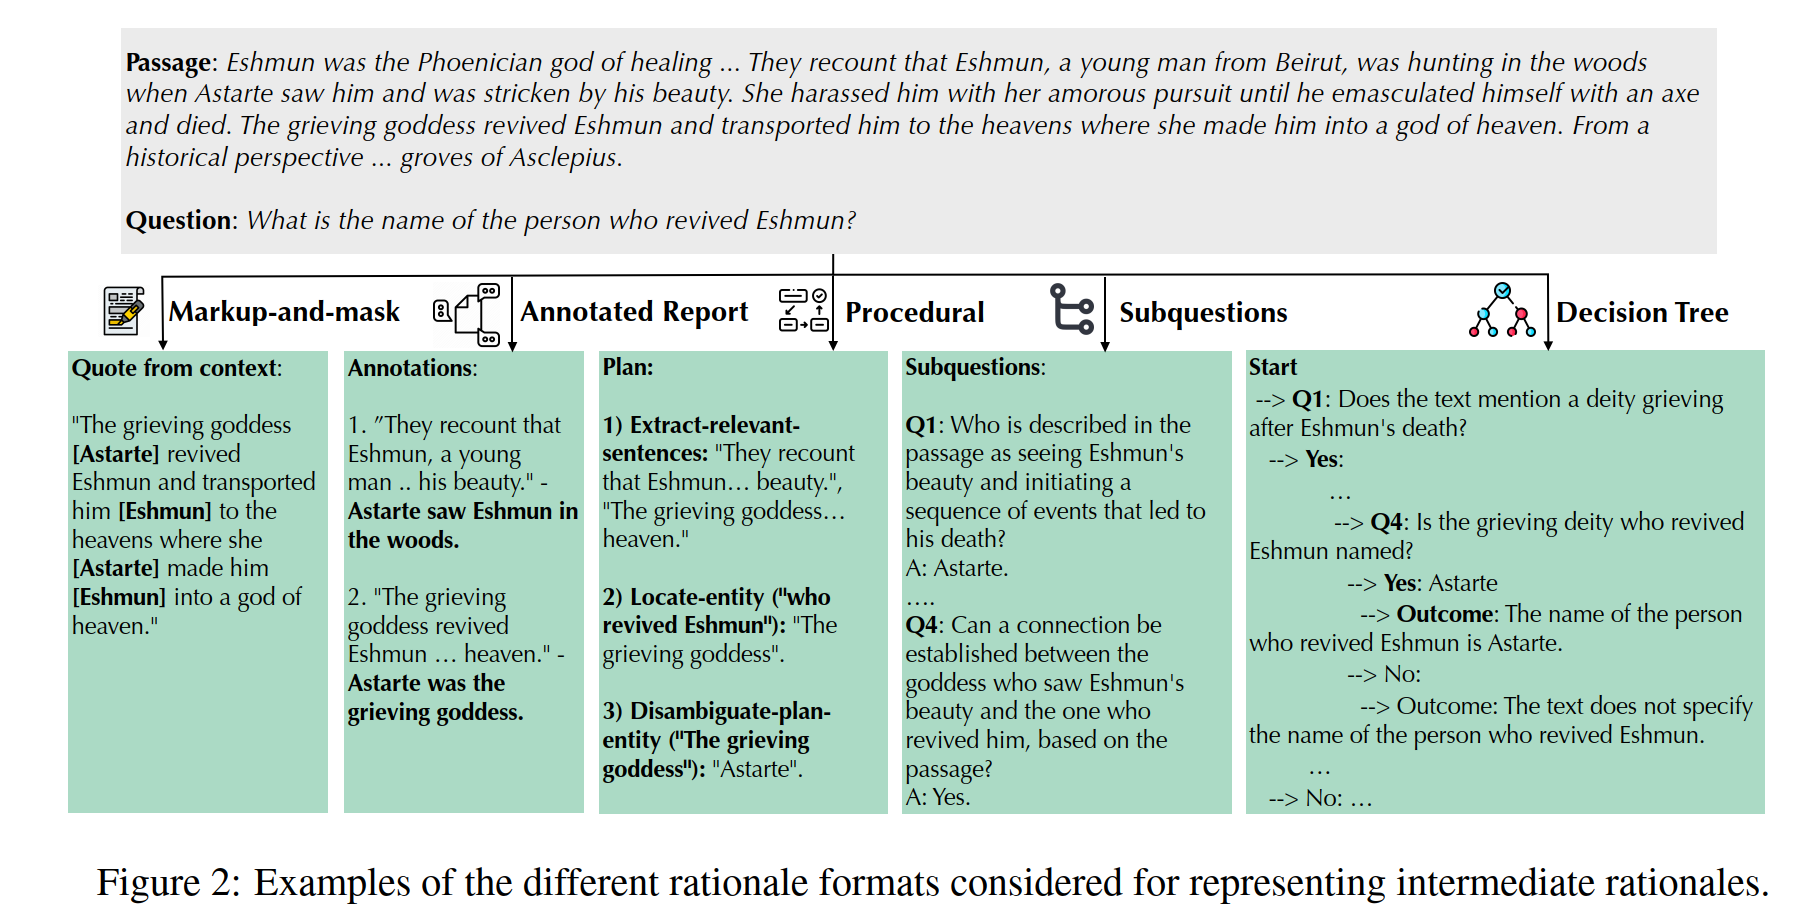 Passage: Eshmun was the Phoenician god of healing ... They recount that Eshmun, a young man from Beirut, was hunting in the woods
when Astarte saw him and was stricken by his beauty. She harassed him with her amorous pursuit until he emasculated himself with an axe
and died. The grieving goddess revived Eshmun and transported him to the heavens where she made him into a god of heaven. From a
historical perspective ... groves of Asclepius.
Question: What is the name of the person who revived Eshmun?
Markup-and-mask
Quote from context:
"The grieving goddess
[Astarte] revived
Eshmun and transported
him [Eshmun] to the
heavens where she
[Astarte] made him
[Eshmun] into a god of
heaven."
Annotated Report
Annotations:
1. ”They recount that
Eshmun, a young
man .. his beauty." -
Astarte saw Eshmun in
the woods.
2. "The grieving
goddess revived
Eshmun ... heaven." -
Astarte was the
grieving goddess.
Procedural
Plan:
1) Extract-relevant-
sentences: "They recount
that Eshmun... beauty.",
"The grieving goddess...
heaven."
2) Locate-entity ("who
revived Eshmun"): "The
grieving goddess".
3) Disambiguate-plan-
entity ("The grieving
goddess"): "Astarte".
Subquestions
Subquestions:
Q1: Who is described in the
passage as seeing Eshmun's
beauty and initiating a
sequence of events that led to
his death?
A: Astarte.
....
Q4: Can a connection be
established between the
goddess who saw Eshmun's
beauty and the one who
revived him, based on the
passage?
A: Yes.
Decision Tree
Start
--> Q1: Does the text mention a deity grieving
after Eshmun's death?
--> Yes:
...
--> Q4: Is the grieving deity who revived
Eshmun named?
--> Yes: Astarte
--> Outcome: The name of the person
who revived Eshmun is Astarte.
--> No:
--> Outcome: The text does not specify
the name of the person who revived Eshmun.
...
--> No: ...
Figure 2: Examples of the different rationale formats considered for representing intermediate rationales.